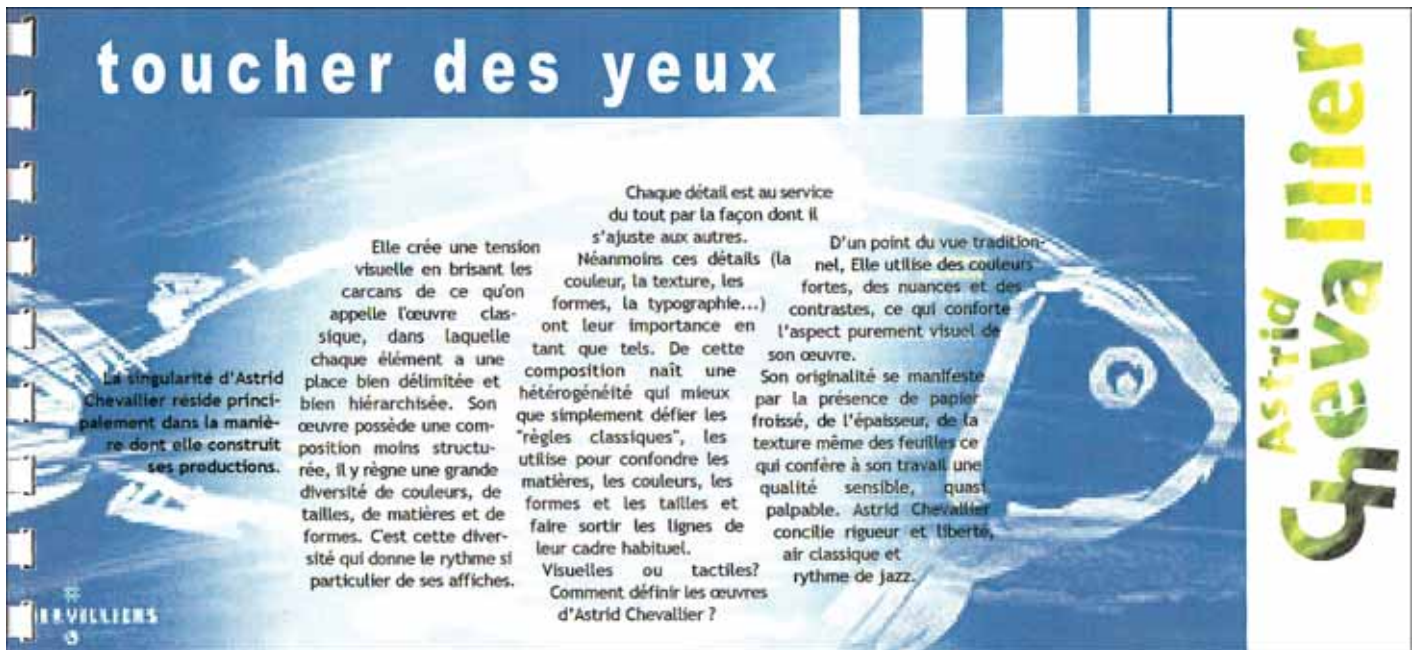 toucher des yeux
La singularité d'Astrid
Chevallier réside princi-
palement dans la maniè-
re dont elle construit
ses productions.
Elle crée une tension
visuelle en brisant les
carcans de ce qu'on
appelle l'œuvre clas-
sique, dans laquelle
chaque élément a une
place bien délimitée et
bien hiérarchisée. Son
œuvre possède une com-
position moins structu-
rée, il y règne une grande
diversité de couleurs, de
tailles, de matières et de
formes. C'est cette diver-
sité qui donne le rythme si
particulier de ses affiches.
Chaque détail est au service
du tout par la façon dont il
s'ajuste aux autres.
Néanmoins ces détails (la
couleur, la texture, les
formes, la typographie...)
ont leur importance en
tant que tels. De cette
composition naît une
hétérogénéité qui mieux
que simplement défier les
"règles classiques", les
utilise pour confondre les
matières, les couleurs, les
formes et les tailles et
faire sortir les lignes de
leur cadre habituel.
Visuelles ou tactiles?
Comment définir les œuvres
d'Astrid Chevallier ?
D'un point du vue tradition-
nel, Elle utilise des couleurs
fortes, des nuances et des
contrastes, ce qui conforte
l'aspect purement visuel de
son œuvre.
Son originalité se manifeste
par la présence de papier
froissé, de l'épaisseur, de la
texture même des feuilles ce
qui confère à son travail une
qualité sensible, quasi
palpable. Astrid Chevallier
concilie rigueur et liberté,
air classique et
rythme de jazz.
Astrid
Chevallier